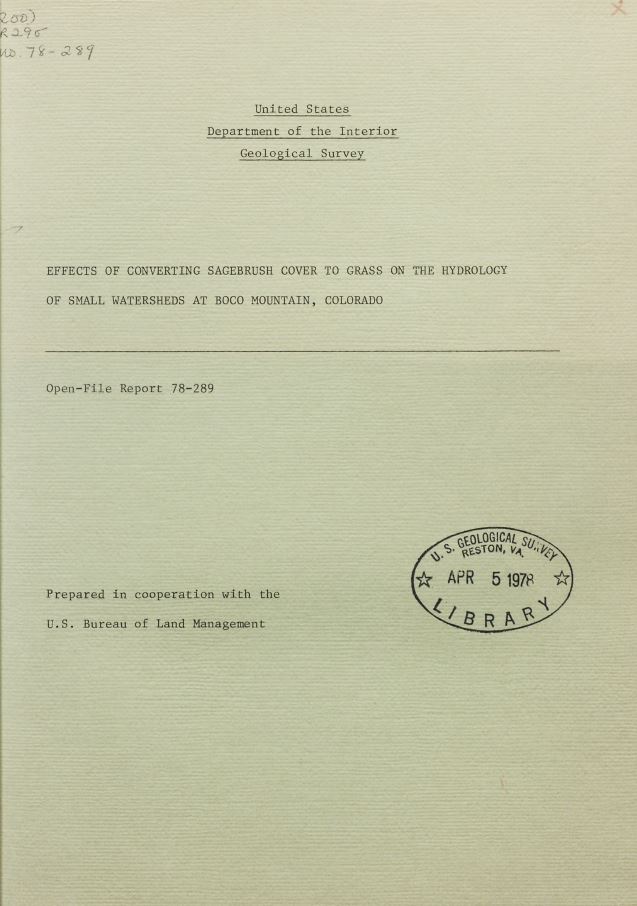 200)
R295
no. 78-289
United States
Department of the Interior
Geological Survey
EFFECTS OF CONVERTING SAGEBRUSH COVER TO GRASS ON THE HYDROLOGY
OF SMALL WATERSHEDS AT BOCO MOUNTAIN, COLORADO
Open-File Report 78-289
U. S. GEOLOGICAL SURVEY
RESTON, VA.
APR 5 1978
LIBRARY
Prepared in cooperation with the
U.S. Bureau of Land Management